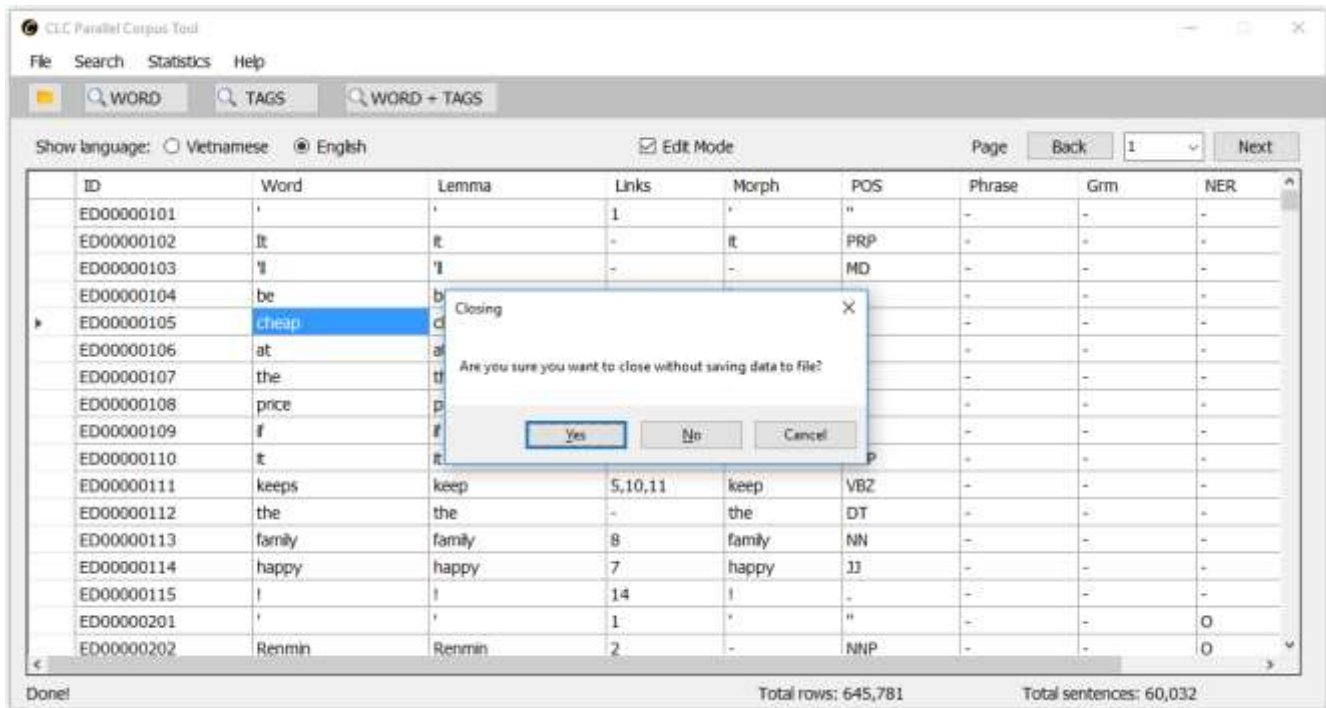 CLC Parallel Corpus Tool
File Search Statistics Help
WORD TAGS WORD + TAGS
Show language: Vietnamese English Edit Mode Page Back 1 Next
ID Word Lemma Links Morph POS Phrase Grm NER
ED00000101 ' ' 1 ' " - - -
ED00000102 It it - it PRP - - -
ED00000103 'll 'll - - MD - - -
ED00000104 be b - - -
ED00000105 cheap - - -
ED00000106 at - - -
ED00000107 the - - -
ED00000108 price p - - -
ED00000109 if if - - -
ED00000110 it it P - - -
Closing
Are you sure you want to close without saving data to file?
Yes No Cancel
ED00000111 keeps keep 5,10,11 keep VBZ - - -
ED00000112 the the - the DT - - -
ED00000113 family family 8 family NN - - -
ED00000114 happy happy 7 happy JJ - - -
ED00000115 ! ! 14 ! . - - -
ED00000201 ' ' 1 ' " - - O
ED00000202 Renmin Renmin 2 - NNP - - O
Done! Total rows: 645,781 Total sentences: 60,032